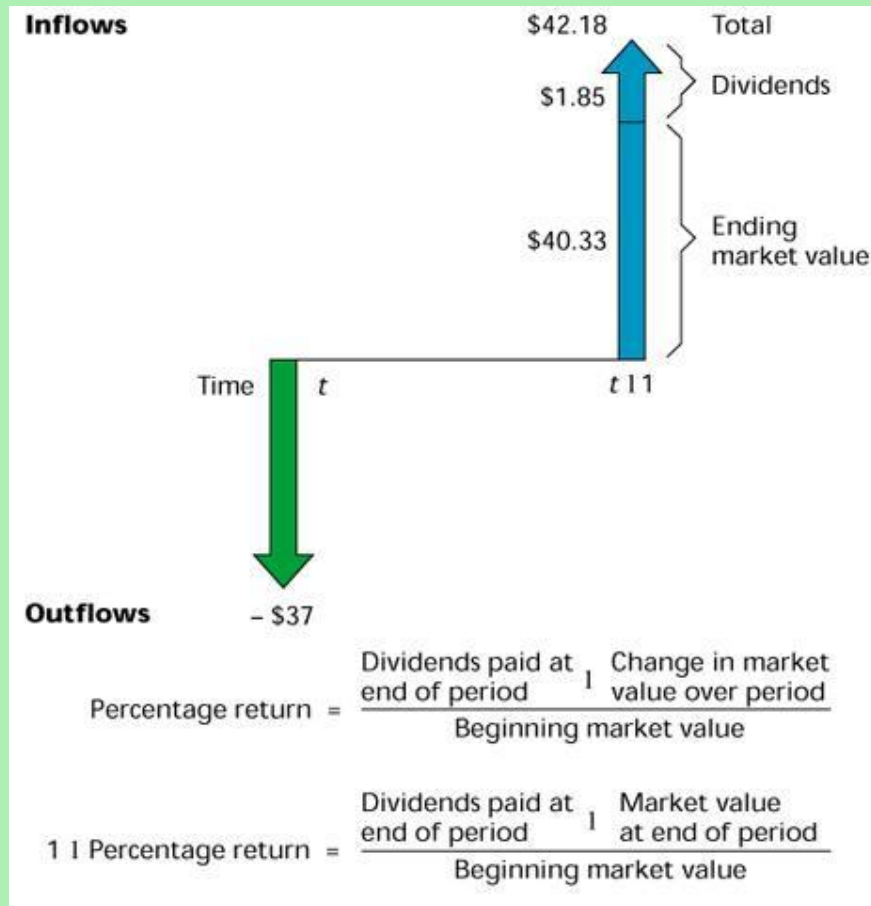 Inflows
$42.18 Total
$1.85 Dividends
$40.33 Ending
market value
Time t t 1 1
Outflows – $37
Dividends paid at
end of period
1
Change in market
value over period
Percentage return =
Beginning market value
Dividends paid at
end of period
1
Market value
at end of period
1 1 Percentage return =
Beginning market value